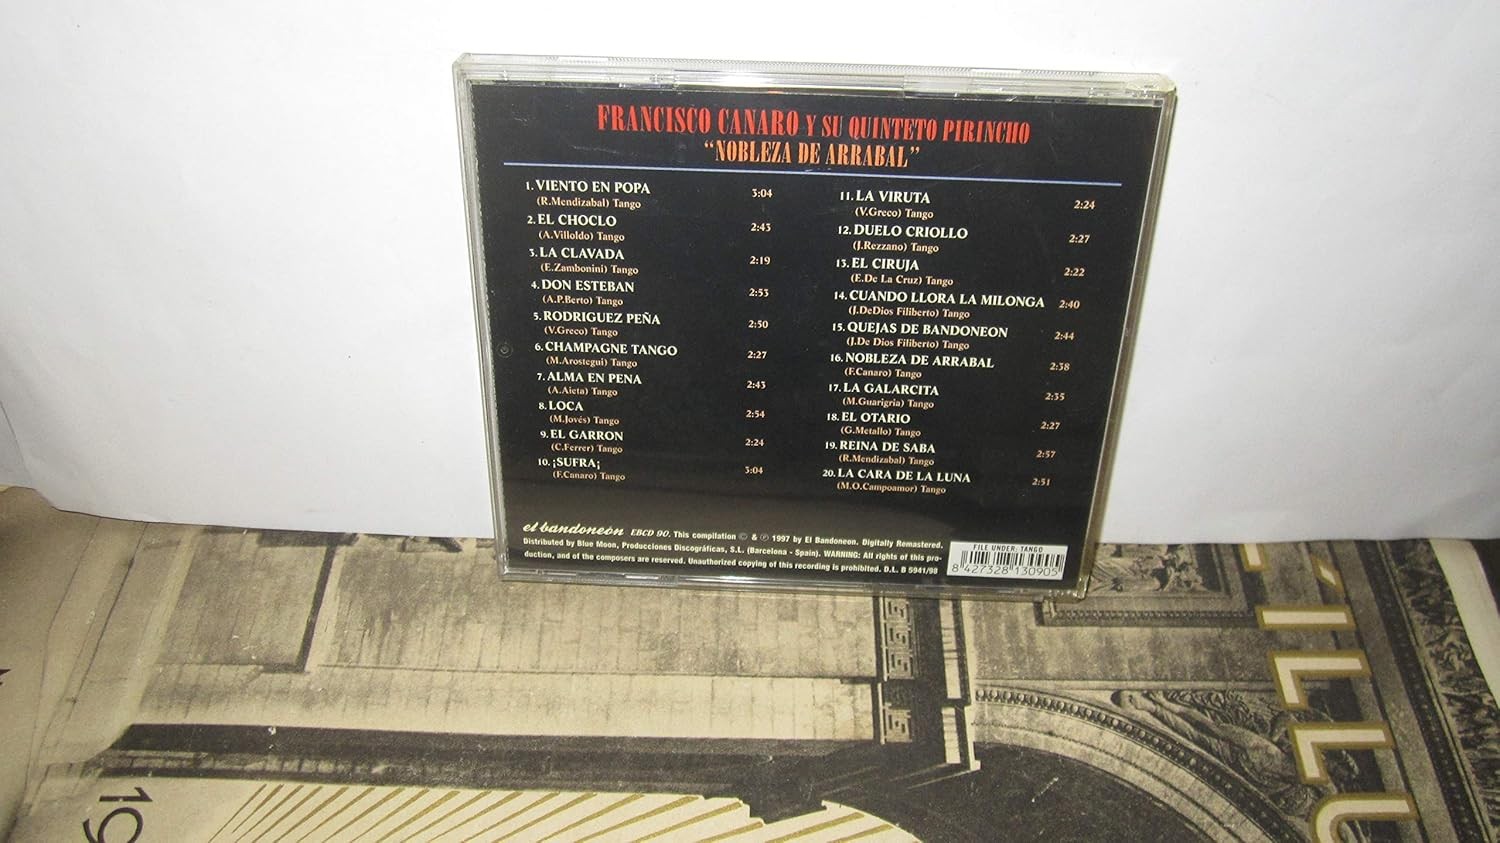 FRANCISCO CANARO Y SU QUINTETO PIRINCHO
“NOBLEZA DE ARRABAL”
1. VIENTO EN POPA 3:04
(R.Mendizabal) Tango
2. EL CHOCLO 2:43
(A.Villoldo) Tango
3. LA CLAVADA 2:19
(E.Zambonini) Tango
4. DON ESTEBAN 2:53
(A.P.Berto) Tango
5. RODRIGUEZ PEÑA 2:50
(V.Greco) Tango
6. CHAMPAGNE TANGO 2:27
(M.Arostegui) Tango
7. ALMA EN PENA 2:43
(A.Aieta) Tango
8. LOCA 2:54
(M.Jovés) Tango
9. EL GARRON 2:24
(C.Ferrer) Tango
10. ¡SUFRA¡ 3:04
(F.Canaro) Tango
11. LA VIRUTA 2:24
(V.Greco) Tango
12. DUELO CRIOLLO 2:27
(J.Rezzano) Tango
13. EL CIRUJA 2:22
(E.De La Cruz) Tango
14. CUANDO LLORA LA MILONGA 2:40
(J.DeDios Filiberto) Tango
15. QUEJAS DE BANDONEON 2:44
(J.De Dios Filiberto) Tango
16. NOBLEZA DE ARRABAL 2:38
(F.Canaro) Tango
17. LA GALARCITA 2:35
(M.Guarigria) Tango
18. EL OTARIO 2:27
(G.Metallo) Tango
19. REINA DE SABA 2:57
(R.Mendizabal) Tango
20. LA CARA DE LA LUNA 2:51
(M.O.Campoamor) Tango
el bandoneón EBCD 90. This compilation © & ℗ 1997 by El Bandoneon. Digitally Remastered.
Distributed by Blue Moon, Producciones Discográficas, S.L. (Barcelona - Spain). WARNING: All rights of this pro-
duction, and of the composers are reserved. Unauthorized copying of this recording is prohibited. D.L. B 5941/98
FILE UNDER: TANGO
8 427328 130905
L'ILLU
19